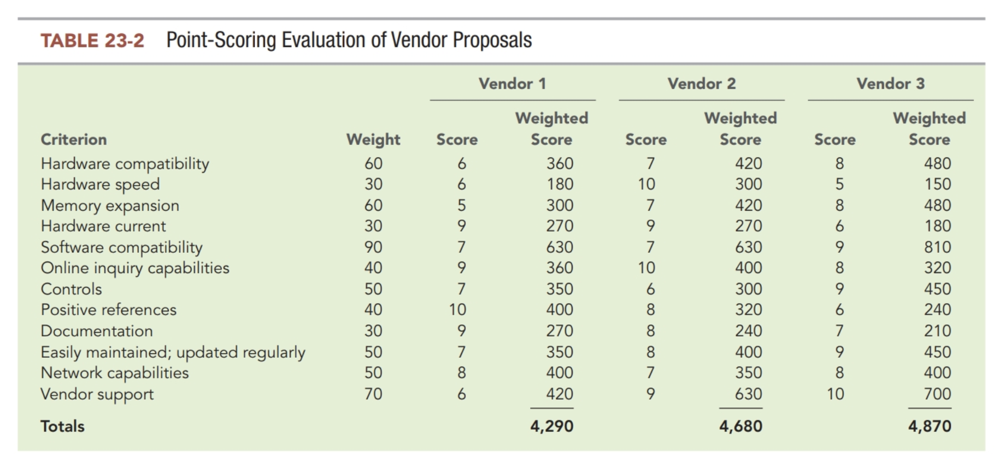 TABLE 23-2 Point-Scoring Evaluation of Vendor Proposals
Vendor 1 Vendor 2 Vendor 3
Weighted Weighted Weighted
Criterion Weight Score Score Score Score Score Score
Hardware compatibility 60 6 360 7 420 8 480
Hardware speed 30 6 180 10 300 5 150
Memory expansion 60 5 300 7 420 8 480
Hardware current 30 9 270 9 270 6 180
Software compatibility 90 7 630 7 630 9 810
Online inquiry capabilities 40 9 360 10 400 8 320
Controls 50 7 350 6 300 9 450
Positive references 40 10 400 8 320 6 240
Documentation 30 9 270 8 240 7 210
Easily maintained; updated regularly 50 7 350 8 400 9 450
Network capabilities 50 8 400 7 350 8 400
Vendor support 70 6 420 9 630 10 700
Totals 4,290 4,680 4,870